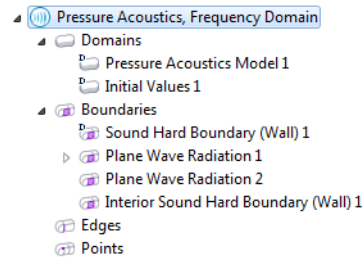 Pressure Acoustics, Frequency Domain
Domains
D Pressure Acoustics Model 1
D Initial Values 1
Boundaries
D Sound Hard Boundary (Wall) 1
Plane Wave Radiation 1
Plane Wave Radiation 2
Interior Sound Hard Boundary (Wall) 1
Edges
Points